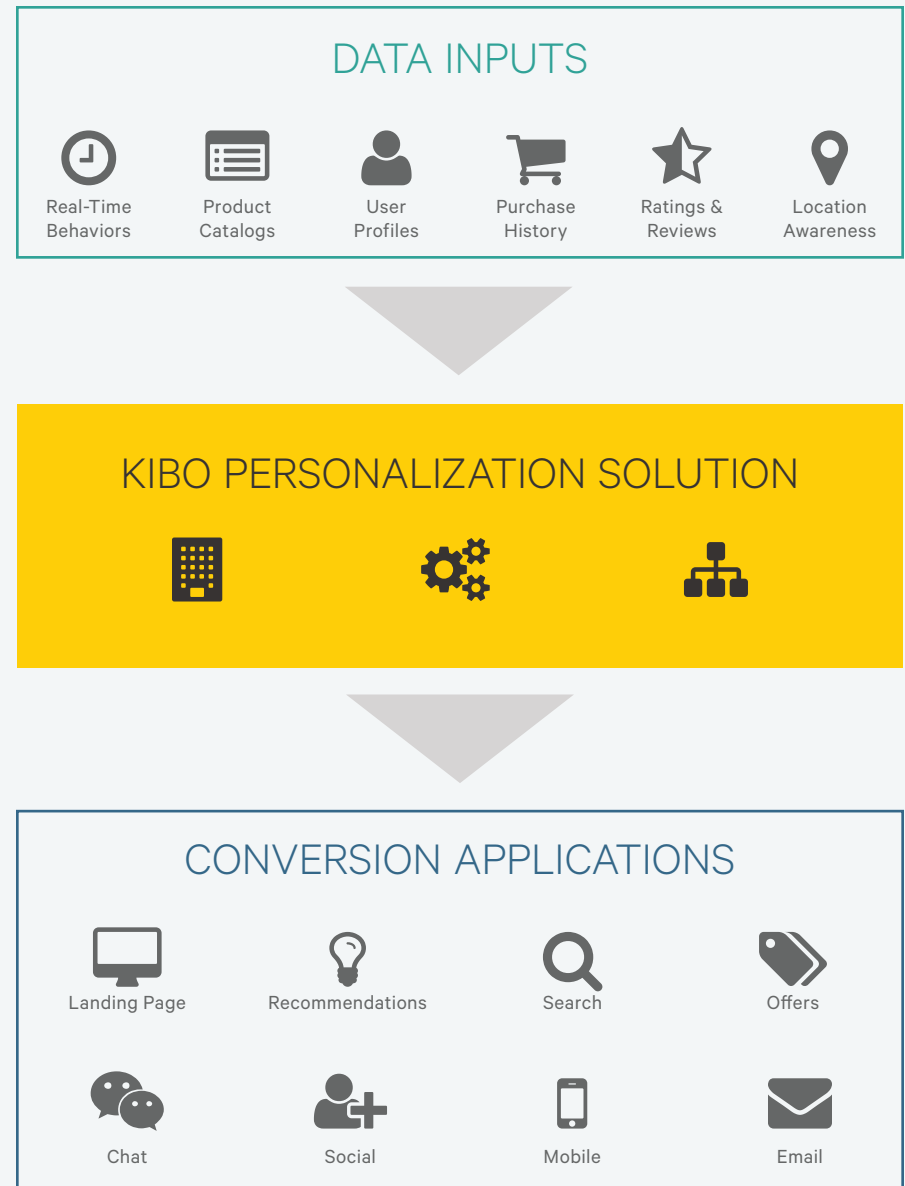 DATA INPUTS
Real-Time Product User Purchase Ratings & Location
Behaviors Catalogs Profiles History Reviews Awareness
KIBO PERSONALIZATION SOLUTION
CONVERSION APPLICATIONS
Landing Page Recommendations Search Offers
Chat Social Mobile Email